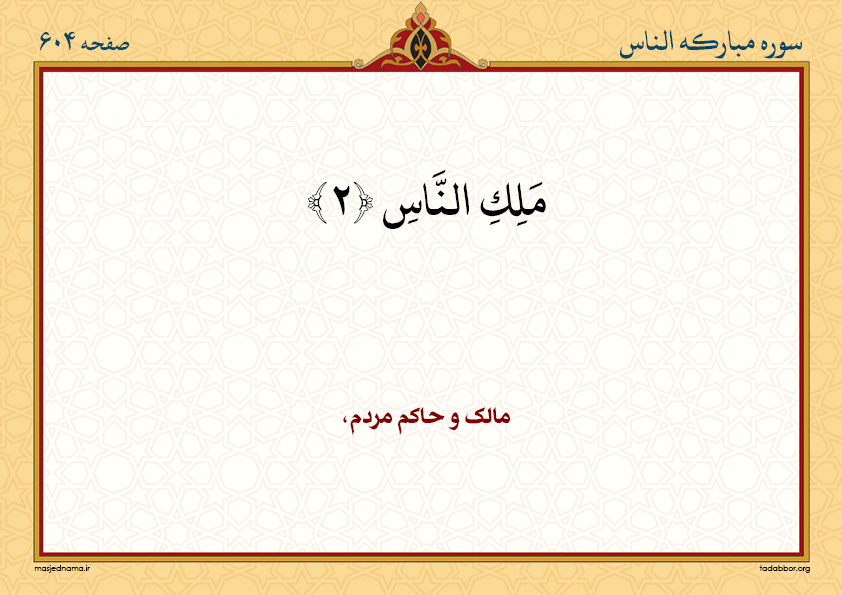 سوره مبارکه الناس
صفحه ۶۰۴
مَلِكِ النَّاسِ ﴿۲﴾
مالک و حاکم مردم،
masjednama.ir
tadabbor.org